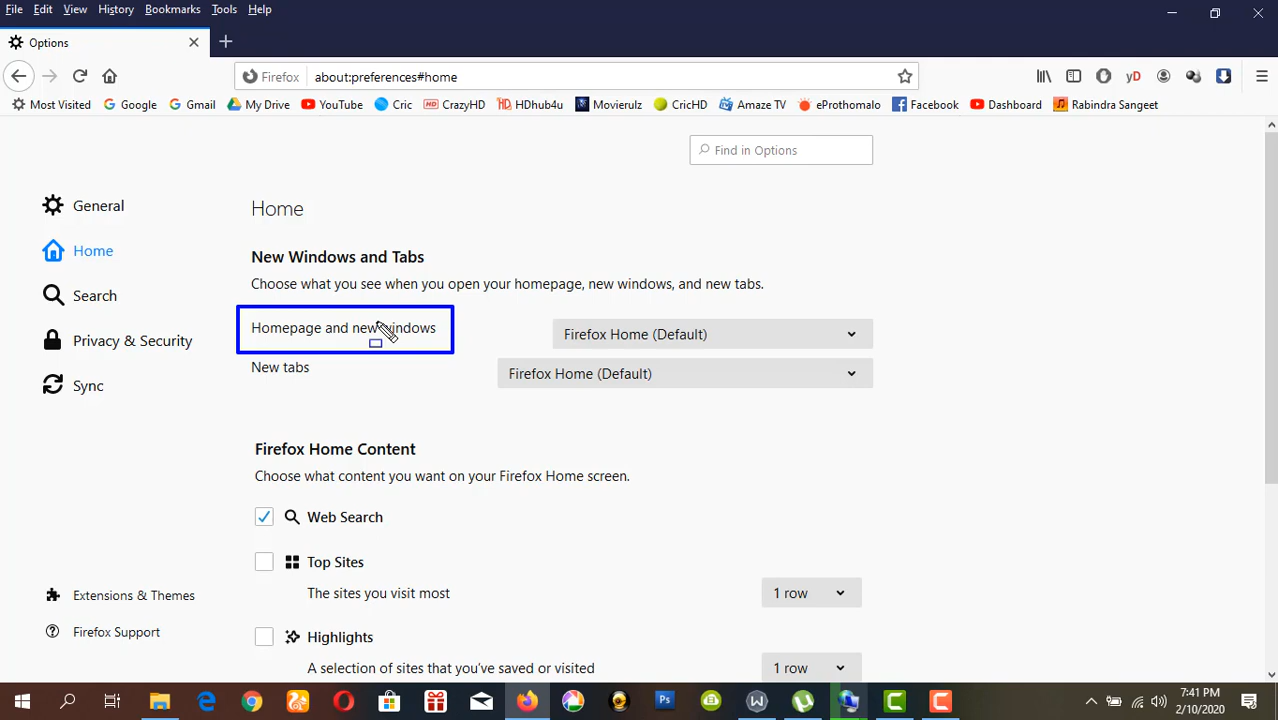 File Edit View History Bookmarks Tools Help
Options
Firefox about:preferences#home
Most Visited Google Gmail My Drive YouTube Cric CrazyHD HDhub4u Movierulz CricHD Amaze TV eProthomalo Facebook Dashboard Rabindra Sangeet
yD
Find in Options
General
Home
Search
Privacy & Security
Sync
Extensions & Themes
Firefox Support
Home
New Windows and Tabs
Choose what you see when you open your homepage, new windows, and new tabs.
Homepage and new windows Firefox Home (Default)
New tabs Firefox Home (Default)
Firefox Home Content
Choose what content you want on your Firefox Home screen.
Web Search
Top Sites
The sites you visit most 1 row
Highlights
A selection of sites that you've saved or visited 1 row
Ps
7:41 PM
2/10/2020